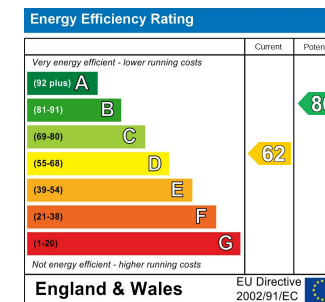 Energy Efficiency Rating
Current
Very energy efficient - lower running costs
(92 plus) A
(81-91) B
(69-80) C
(55-68) D
62
(39-54) E
(21-38) F
(1-20) G
Not energy efficient - higher running costs
England & Wales
EU Directive
2002/91/EC